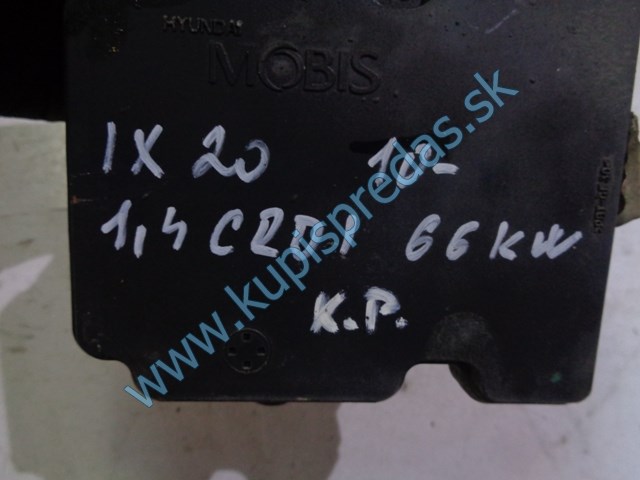 HYUNDAI
MOBIS
IX 20
1,4 CRDI 66 KW
K.P.
www.kupispredas.sk